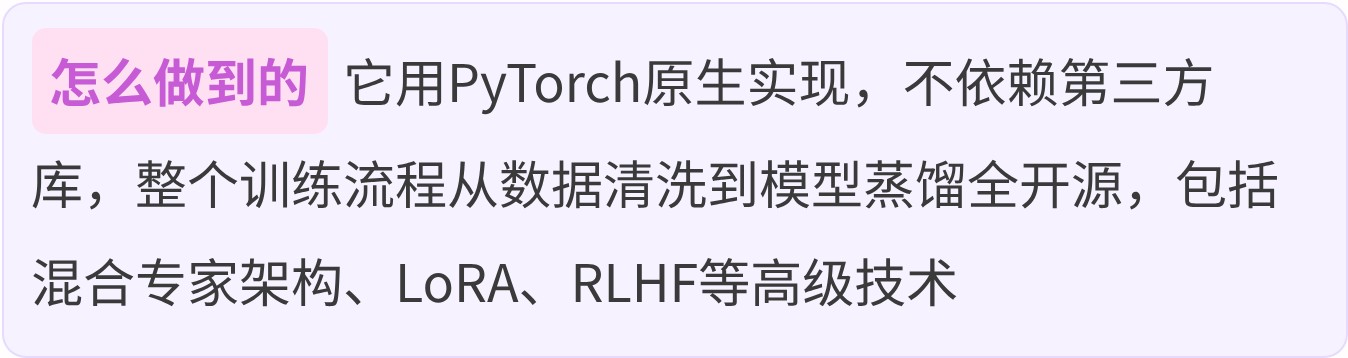 怎么做到的 它用PyTorch原生实现，不依赖第三方
库，整个训练流程从数据清洗到模型蒸馏全开源，包括
混合专家架构、LoRA、RLHF等高级技术